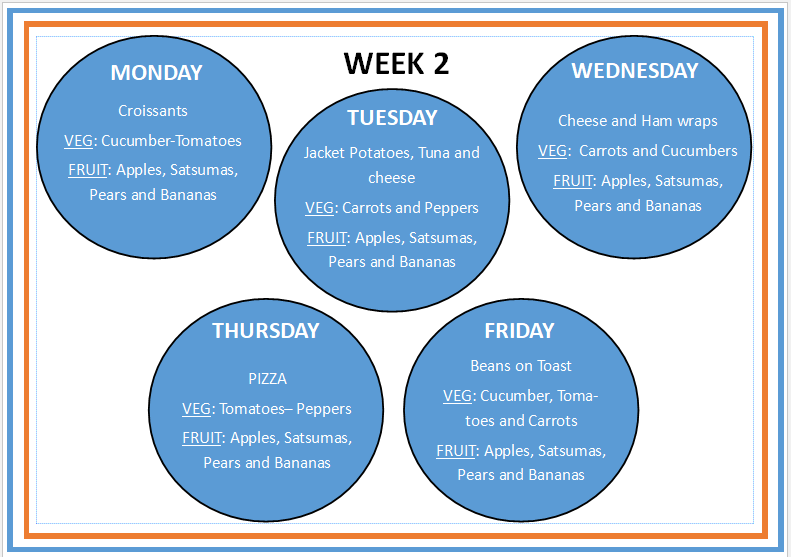 WEEK 2
MONDAY
Croissants
VEG: Cucumber-Tomatoes
FRUIT: Apples, Satsumas,
Pears and Bananas
TUESDAY
Jacket Potatoes, Tuna and
cheese
VEG: Carrots and Peppers
FRUIT: Apples, Satsumas,
Pears and Bananas
WEDNESDAY
Cheese and Ham wraps
VEG:  Carrots and Cucumbers
FRUIT: Apples, Satsumas,
Pears and Bananas
THURSDAY
PIZZA
VEG: Tomatoes– Peppers
FRUIT: Apples, Satsumas,
Pears and Bananas
FRIDAY
Beans on Toast
VEG: Cucumber, Toma-
toes and Carrots
FRUIT: Apples, Satsumas,
Pears and Bananas